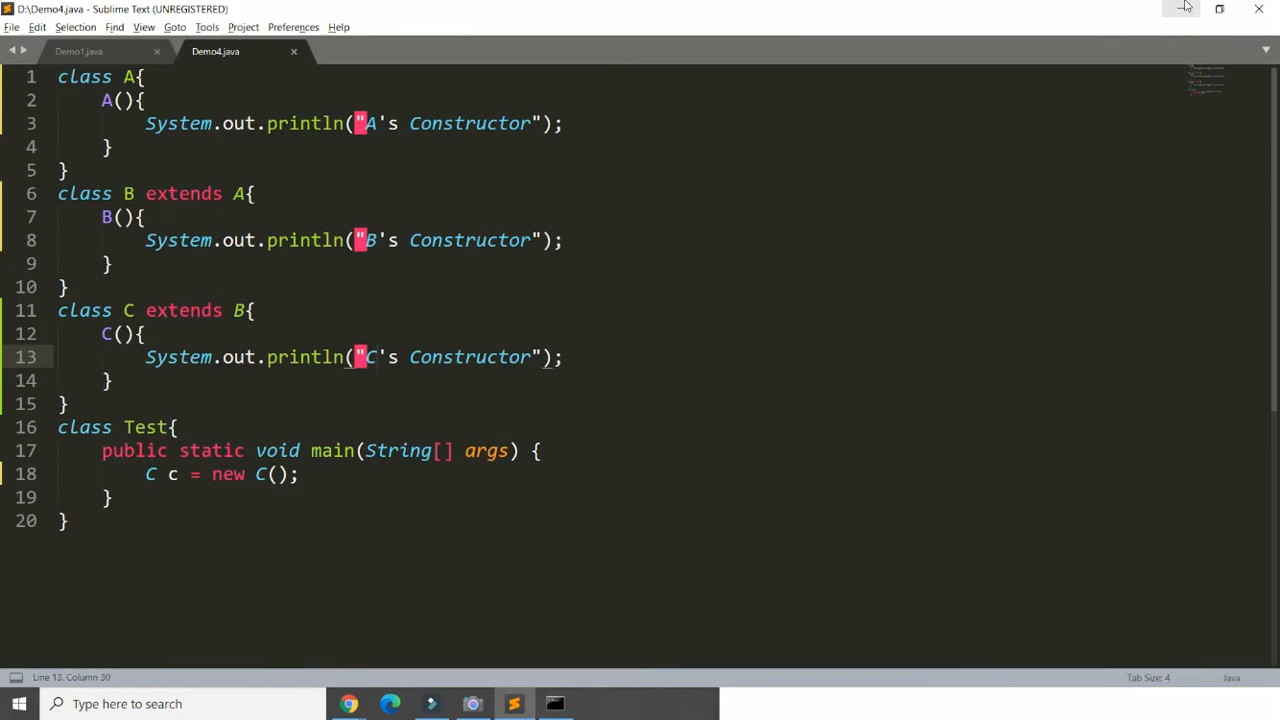 D:\Demo4.java - Sublime Text (UNREGISTERED)
File Edit Selection Find View Goto Tools Project Preferences Help
Demo1.java Demo4.java
1 class A{
2 A(){
3 System.out.println("A's Constructor");
4 }
5 }
6 class B extends A{
7 B(){
8 System.out.println("B's Constructor");
9 }
10 }
11 class C extends B{
12 C(){
13 System.out.println("C's Constructor");
14 }
15 }
16 class Test{
17 public static void main(String[] args) {
18 C c = new C();
19 }
20 }
Line 13, Column 30 Tab Size: 4 Java
Type here to search